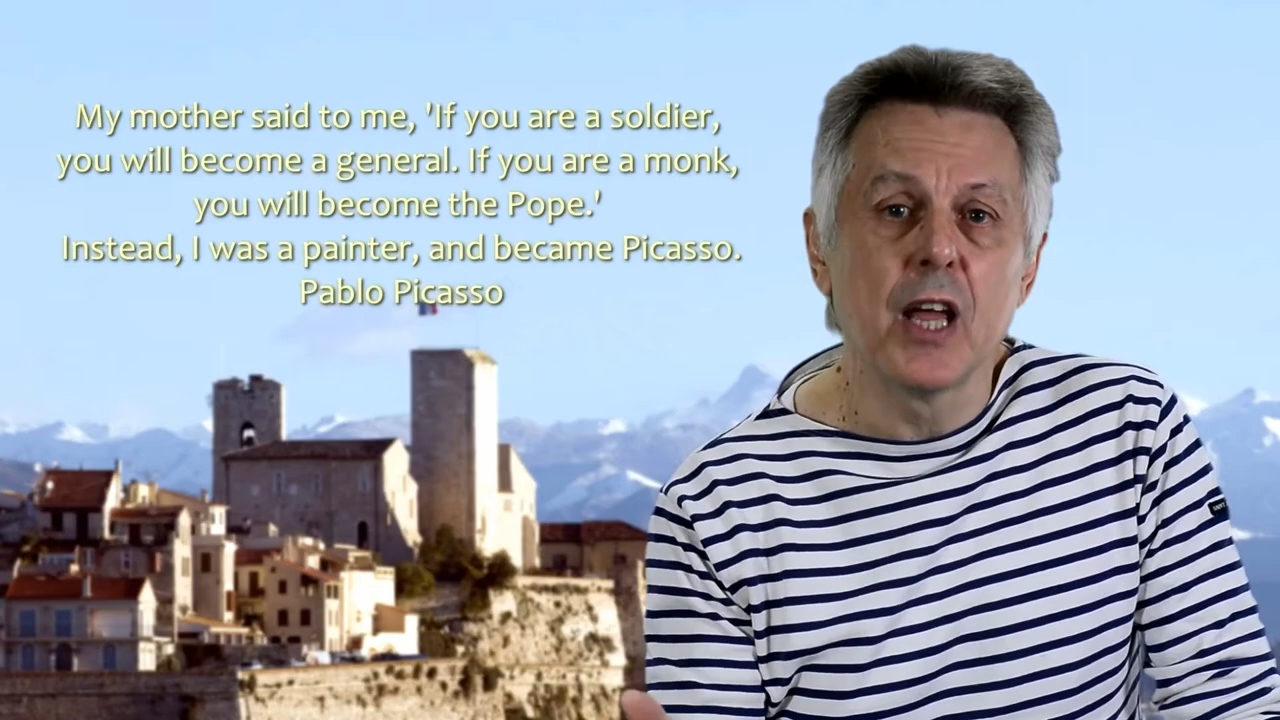 My mother said to me, 'If you are a soldier,
you will become a general. If you are a monk,
you will become the Pope.'
Instead, I was a painter, and became Picasso.
Pablo Picasso